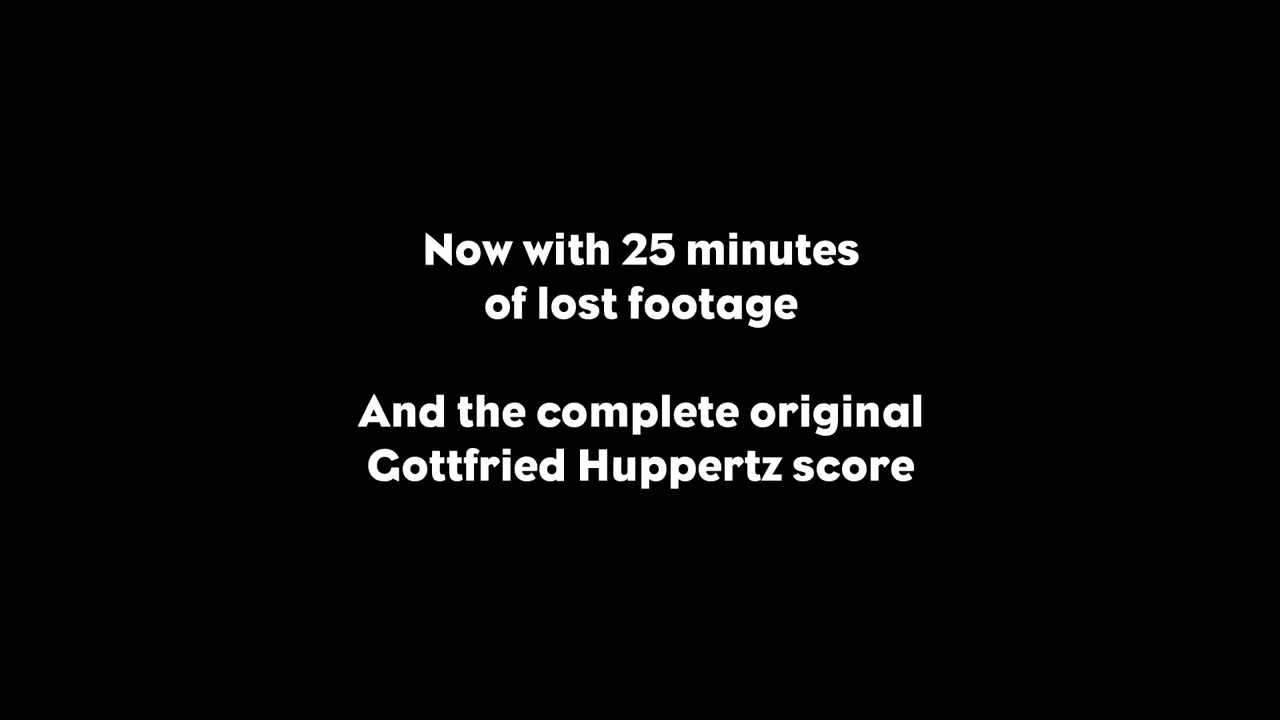 Now with 25 minutes
of lost footage
And the complete original
Gottfried Huppertz score